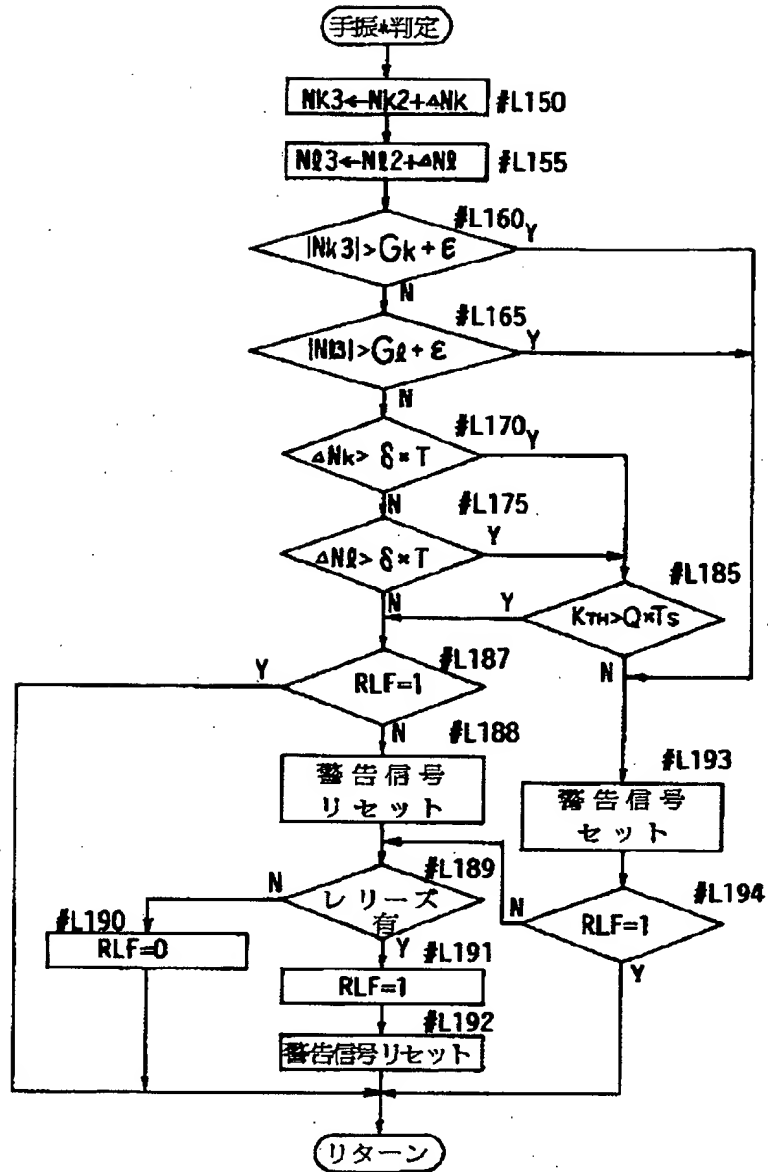 手振れ判定
Nk3←Nk2+ΔNk #L150
Nℓ3←Nℓ2+ΔNℓ #L155
#L160
|Nk3|>Gk+ε Y
N
#L165
|Nℓ3|>Gℓ+ε Y
N
#L170
ΔNk>δ×T Y
N
#L175
ΔNℓ>δ×T Y
N
#L185
KTH>Q×Ts Y
N
#L187
RLF=1 Y
N
#L188
警告信号
リセット
#L193
警告信号
セット
#L189
レリーズ
有
N
Y
#L194
RLF=1
N
Y
#L190
RLF=0
#L191
RLF=1
#L192
警告信号リセット
リターン